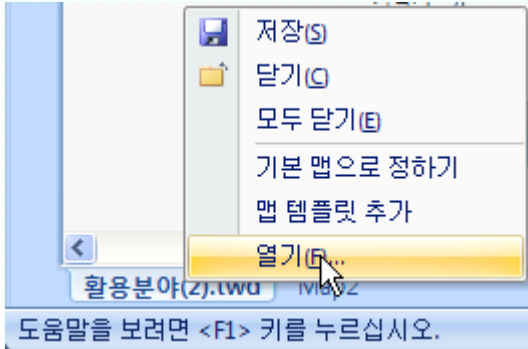 저장(S)
닫기(C)
모두 닫기(E)
기본 맵으로 정하기
맵 템플릿 추가
열기
활용분야(2).twd
도움말을 보려면 <F1> 키를 누르십시오.